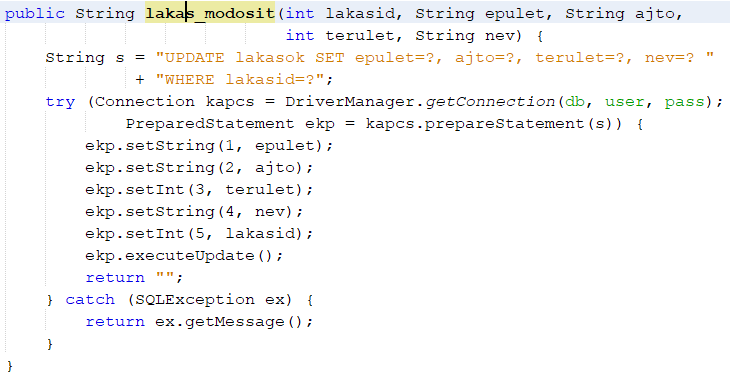 public String lakas_modosit(int lakasid, String epulet, String ajto,
                            int terulet, String nev) {
    String s = "UPDATE lakasok SET epulet=?, ajto=?, terulet=?, nev=? "
             + "WHERE lakasid=?";
    try (Connection kapcs = DriverManager.getConnection(db, user, pass);
            PreparedStatement ekp = kapcs.prepareStatement(s)) {
        ekp.setString(1, epulet);
        ekp.setString(2, ajto);
        ekp.setInt(3, terulet);
        ekp.setString(4, nev);
        ekp.setInt(5, lakasid);
        ekp.executeUpdate();
        return "";
    } catch (SQLException ex) {
        return ex.getMessage();
    }
}